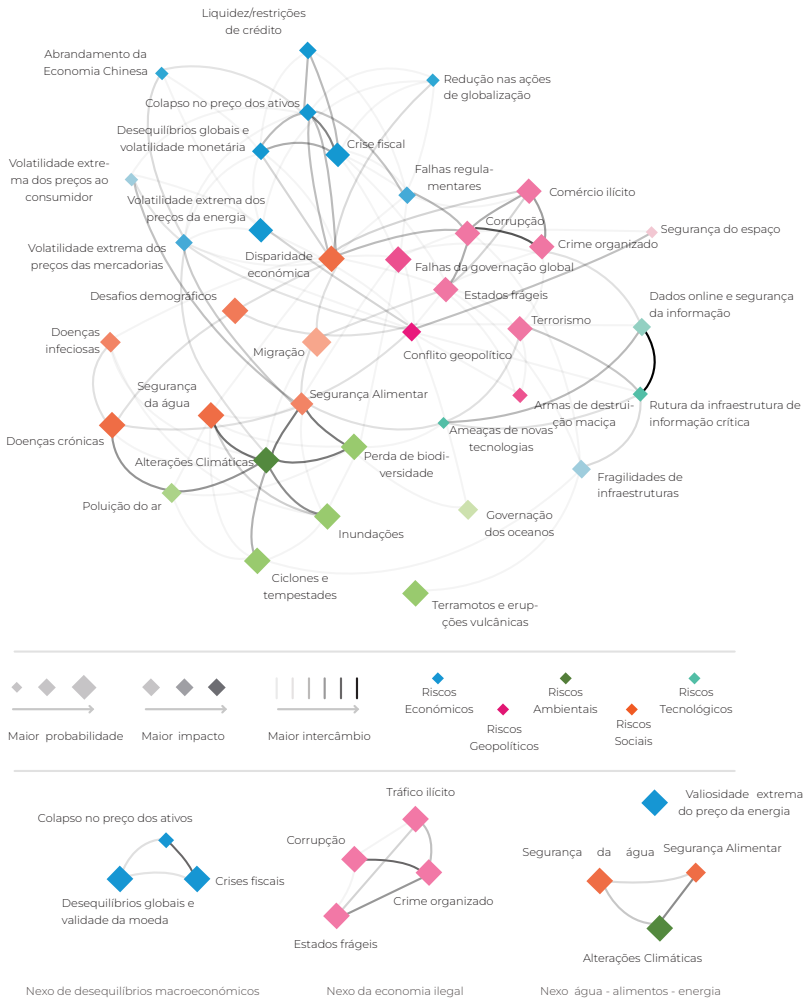 Liquidez/restrições
de crédito
Abrandamento da
Economia Chinesa
Redução nas ações
de globalização
Colapso no preço dos ativos
Desequilíbrios globais e
volatilidade monetária
Crise fiscal
Volatilidade extre-
ma dos preços ao
consumidor
Falhas regula-
mentares
Comércio ilícito
Volatilidade extrema dos
preços da energia
Corrupção
Segurança do espaço
Crime organizado
Volatilidade extrema dos
preços das mercadorias
Disparidade
económica
Falhas da governação global
Desafios demográficos
Estados frágeis
Dados online e segurança
da informação
Doenças
infeciosas
Terrorismo
Migração
Conflito geopolítico
Segurança
da água
Segurança Alimentar
Armas de destrui-
ção maciça
Rutura da infraestrutura de
informação crítica
Doenças crónicas
Ameaças de novas
tecnologias
Alterações Climáticas
Perda de biodi-
versidade
Fragilidades de
infraestruturas
Poluição do ar
Governação
dos oceanos
Inundações
Ciclones e
tempestades
Terramotos e erup-
ções vulcânicas
Maior probabilidade
Maior impacto
Maior intercâmbio
Riscos
Económicos
Riscos
Geopolíticos
Riscos
Ambientais
Riscos
Sociais
Riscos
Tecnológicos
Colapso no preço dos ativos
Crises fiscais
Desequilíbrios globais e
validade da moeda
Nexo de desequilíbrios macroeconómicos
Tráfico ilícito
Corrupção
Crime organizado
Estados frágeis
Nexo da economia ilegal
Valiosidade extrema
do preço da energia
Segurança da água
Segurança Alimentar
Alterações Climáticas
Nexo água - alimentos - energia